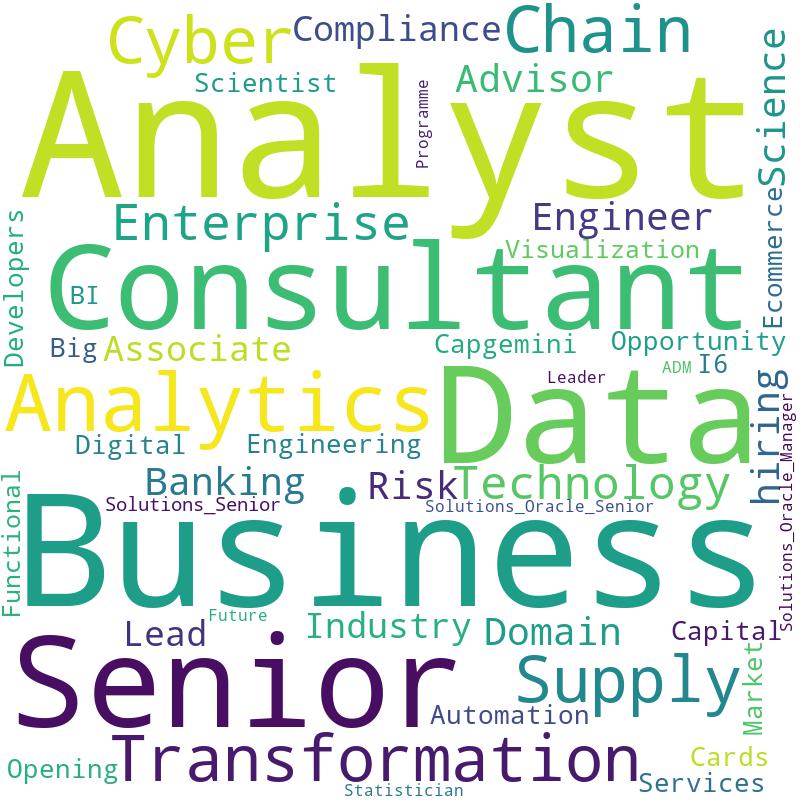 Cyber
Compliance
Chain
Scientist
Advisor
Programme
Analyst
Science
Enterprise
Engineer
Developers
Consultant
Visualization
Ecommerce
BI
Big
Associate
Capgemini
Opportunity
ADM
I6
Leader
Analytics
Data
hiring
Digital
Engineering
Solutions_Oracle_Manager
Banking
Risk
Technology
Functional
Solutions_Senior
Solutions_Oracle_Senior
Business
Future
Lead
Industry
Domain
Capital
Senior
Supply
Market
Automation
Transformation
Opening
Cards
Services
Statistician